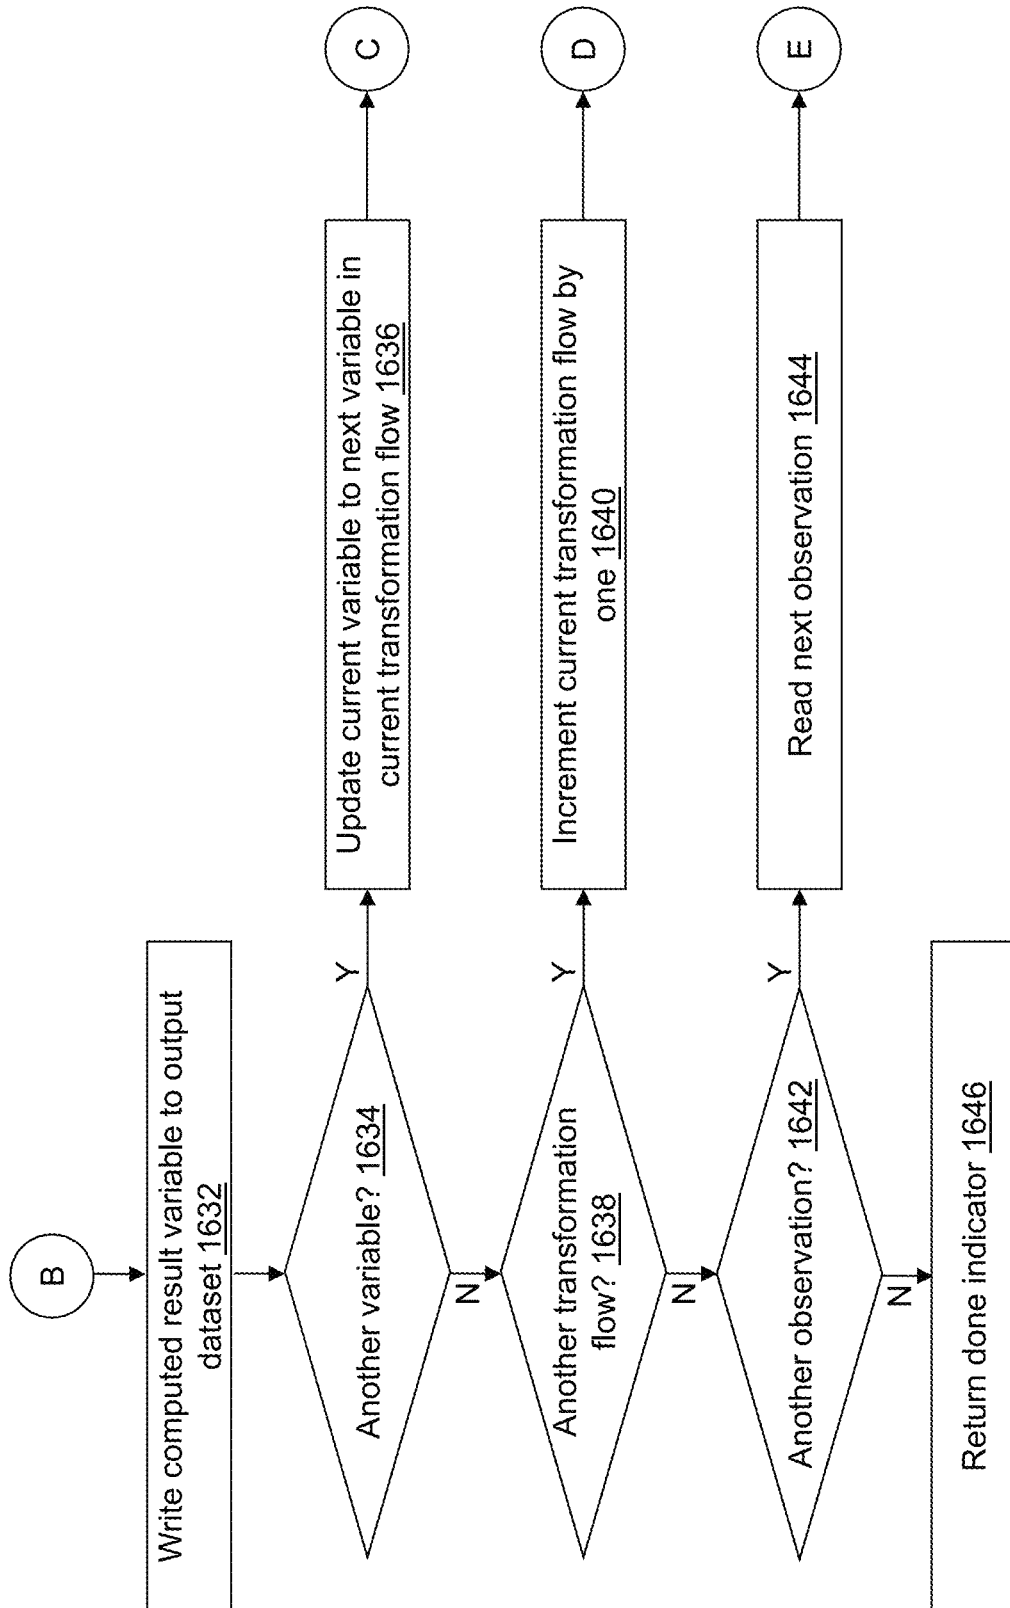 B
Write computed result variable to output
dataset 1632
Another variable? 1634
Y
Update current variable to next variable in
current transformation flow 1636
C
N
Another transformation
flow? 1638
Y
Increment current transformation flow by
one 1640
D
N
Another observation? 1642
Y
Read next observation 1644
E
N
Return done indicator 1646